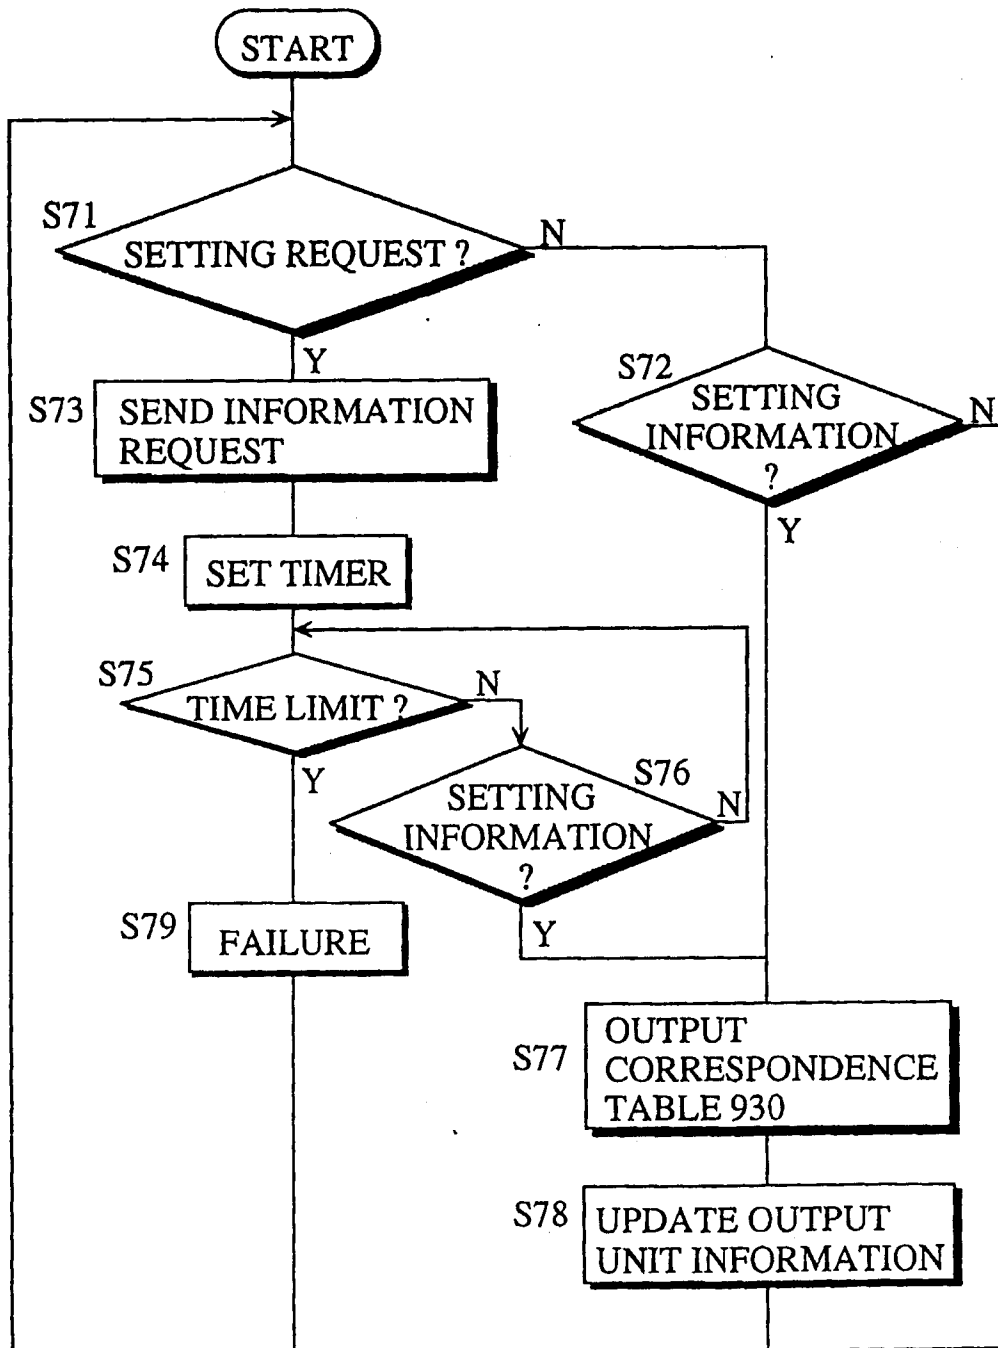 START
S71
SETTING REQUEST ?
N
Y
S72
SETTING
INFORMATION
?
N
Y
S73
SEND INFORMATION
REQUEST
S74
SET TIMER
S75
TIME LIMIT ?
N
Y
S76
SETTING
INFORMATION
?
N
Y
S79
FAILURE
S77
OUTPUT
CORRESPONDENCE
TABLE 930
S78
UPDATE OUTPUT
UNIT INFORMATION